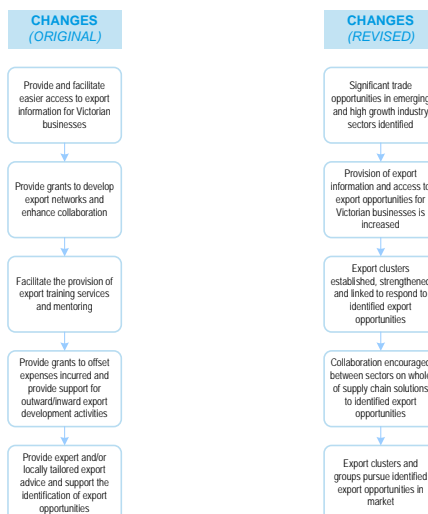 CHANGES
(ORIGINAL)
Provide and facilitate
easier access to export
information for Victorian
businesses
Provide grants to develop
export networks and
enhance collaboration
Facilitate the provision of
export training services
and mentoring
Provide grants to offset
expenses incurred and
provide support for
outward/inward export
development activities
Provide expert and/or
locally tailored export
advice and support the
identification of export
opportunities
CHANGES
(REVISED)
Significant trade
opportunities in emerging
and high growth industry
sectors identified
Provision of export
information and access to
export opportunities for
Victorian businesses is
increased
Export clusters
established, strengthened
and linked to respond to
identified export
opportunities
Collaboration encouraged
between sectors on whole
of supply chain solutions
to identified export
opportunities
Export clusters and
groups pursue identified
export opportunities in
market